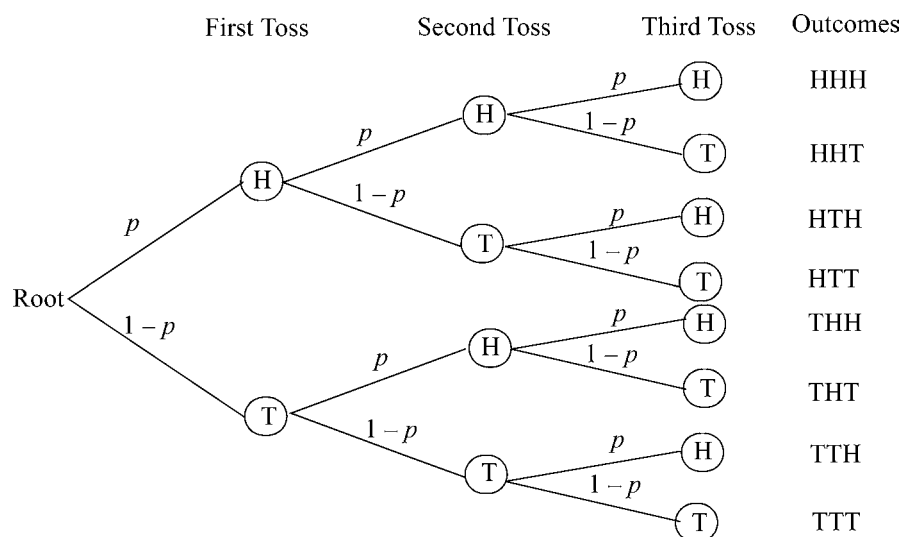 First Toss Second Toss Third Toss Outcomes
p H HHH
H
p 1 – p
T HHT
H
p 1 – p p H HTH
T
1 – p
T HTT
Root
p H THH
1 – p p H
1 – p
T THT
T
1 – p p H TTH
T
1 – p
T TTT